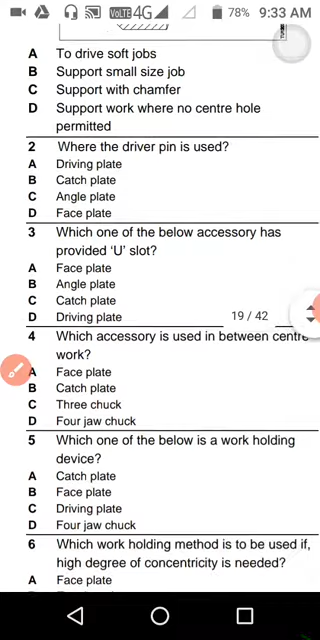 VoLTE 4G 78% 9:33 AM
A To drive soft jobs
B Support small size job
C Support with chamfer
D Support work where no centre hole
permitted
2 Where the driver pin is used?
A Driving plate
B Catch plate
C Angle plate
D Face plate
3 Which one of the below accessory has
provided ‘U’ slot?
A Face plate
B Angle plate
C Catch plate
D Driving plate
19 / 42
4 Which accessory is used in between centre
work?
A Face plate
B Catch plate
C Three chuck
D Four jaw chuck
5 Which one of the below is a work holding
device?
A Catch plate
B Face plate
C Driving plate
D Four jaw chuck
6 Which work holding method is to be used if,
high degree of concentricity is needed?
A Face plate